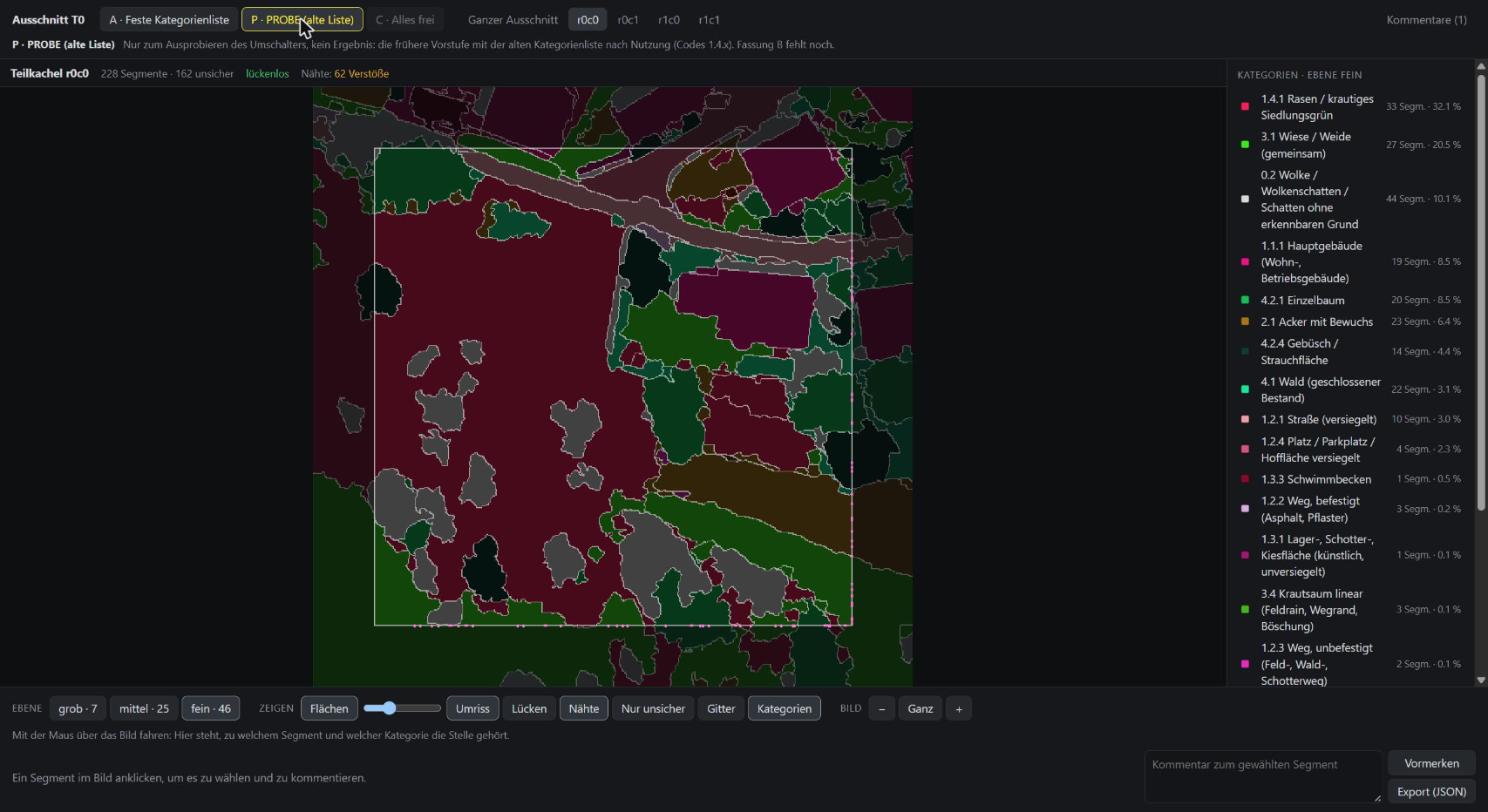 Ausschnitt T0
A · Feste Kategorienliste
P · PROBE (alte Liste)
C · Alles frei
Ganzer Ausschnitt
r0c0
r0c1
r1c0
r1c1
Kommentare (1)
P · PROBE (alte Liste) Nur zum Ausprobieren des Umschalters, kein Ergebnis: die frühere Vorstufe mit der alten Kategorienliste nach Nutzung (Codes 1.4.x). Fassung B fehlt noch.
Teilkachel r0c0 228 Segmente · 162 unsicher lückenlos Nähte: 62 Verstöße
KATEGORIEN · EBENE FEIN
1.4.1 Rasen / krautiges
Siedlungsgrün
33 Segm. · 32.1 %
3.1 Wiese / Weide
(gemeinsam)
27 Segm. · 20.5 %
0.2 Wolke /
Wolkenschatten /
Schatten ohne
erkennbaren Grund
44 Segm. · 10.1 %
1.1.1 Hauptgebäude
(Wohn-,
Betriebsgebäude)
19 Segm. · 8.5 %
4.2.1 Einzelbaum
20 Segm. · 8.5 %
2.1 Acker mit Bewuchs
23 Segm. · 6.4 %
4.2.4 Gebüsch /
Strauchfläche
14 Segm. · 4.4 %
4.1 Wald (geschlossener
Bestand)
22 Segm. · 3.1 %
1.2.1 Straße (versiegelt)
10 Segm. · 3.0 %
1.2.4 Platz / Parkplatz /
Hoffläche versiegelt
4 Segm. · 2.3 %
1.3.3 Schwimmbecken
1 Segm. · 0.5 %
1.2.2 Weg, befestigt
(Asphalt, Pflaster)
3 Segm. · 0.2 %
1.3.1 Lager-, Schotter-,
Kiesfläche (künstlich,
unversiegelt)
1 Segm. · 0.1 %
3.4 Krautsaum linear
(Feldrain, Wegrand,
Böschung)
3 Segm. · 0.1 %
1.2.3 Weg, unbefestigt
(Feld-, Wald-,
Schotterweg)
2 Segm. · 0.1 %
EBENE
grob · 7
mittel · 25
fein · 46
ZEIGEN
Flächen
Umriss
Lücken
Nähte
Nur unsicher
Gitter
Kategorien
BILD
−
Ganz
+
Mit der Maus über das Bild fahren: Hier steht, zu welchem Segment und welcher Kategorie die Stelle gehört.
Ein Segment im Bild anklicken, um es zu wählen und zu kommentieren.
Kommentar zum gewählten Segment
Vormerken
Export (JSON)